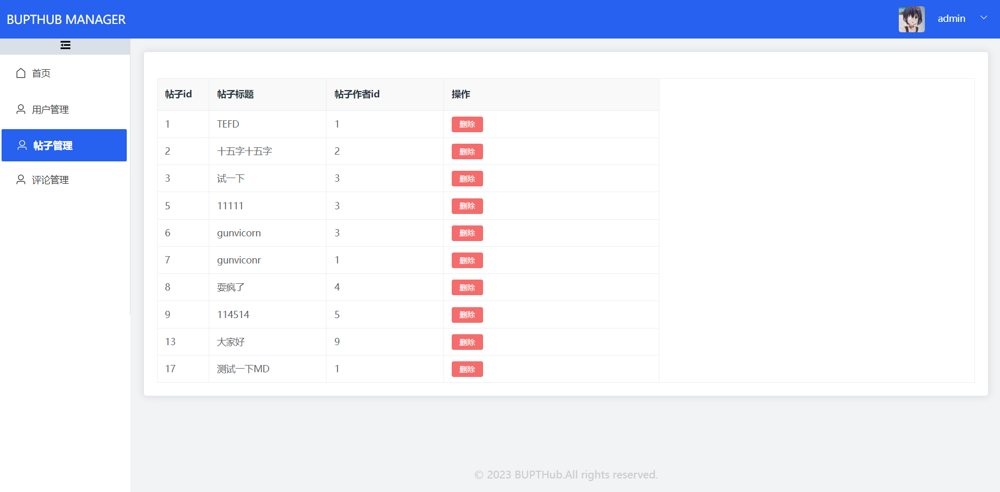 BUPTHUB MANAGER
admin
首页
用户管理
帖子管理
评论管理
帖子id 帖子标题 帖子作者id 操作
1 TEFD 1 删除
2 十五字十五字 2 删除
3 试一下 3 删除
5 11111 3 删除
6 gunvicorn 3 删除
7 gunviconr 1 删除
8 耍疯了 4 删除
9 114514 5 删除
13 大家好 9 删除
17 测试一下MD 1 删除
© 2023 BUPTHub.All rights reserved.